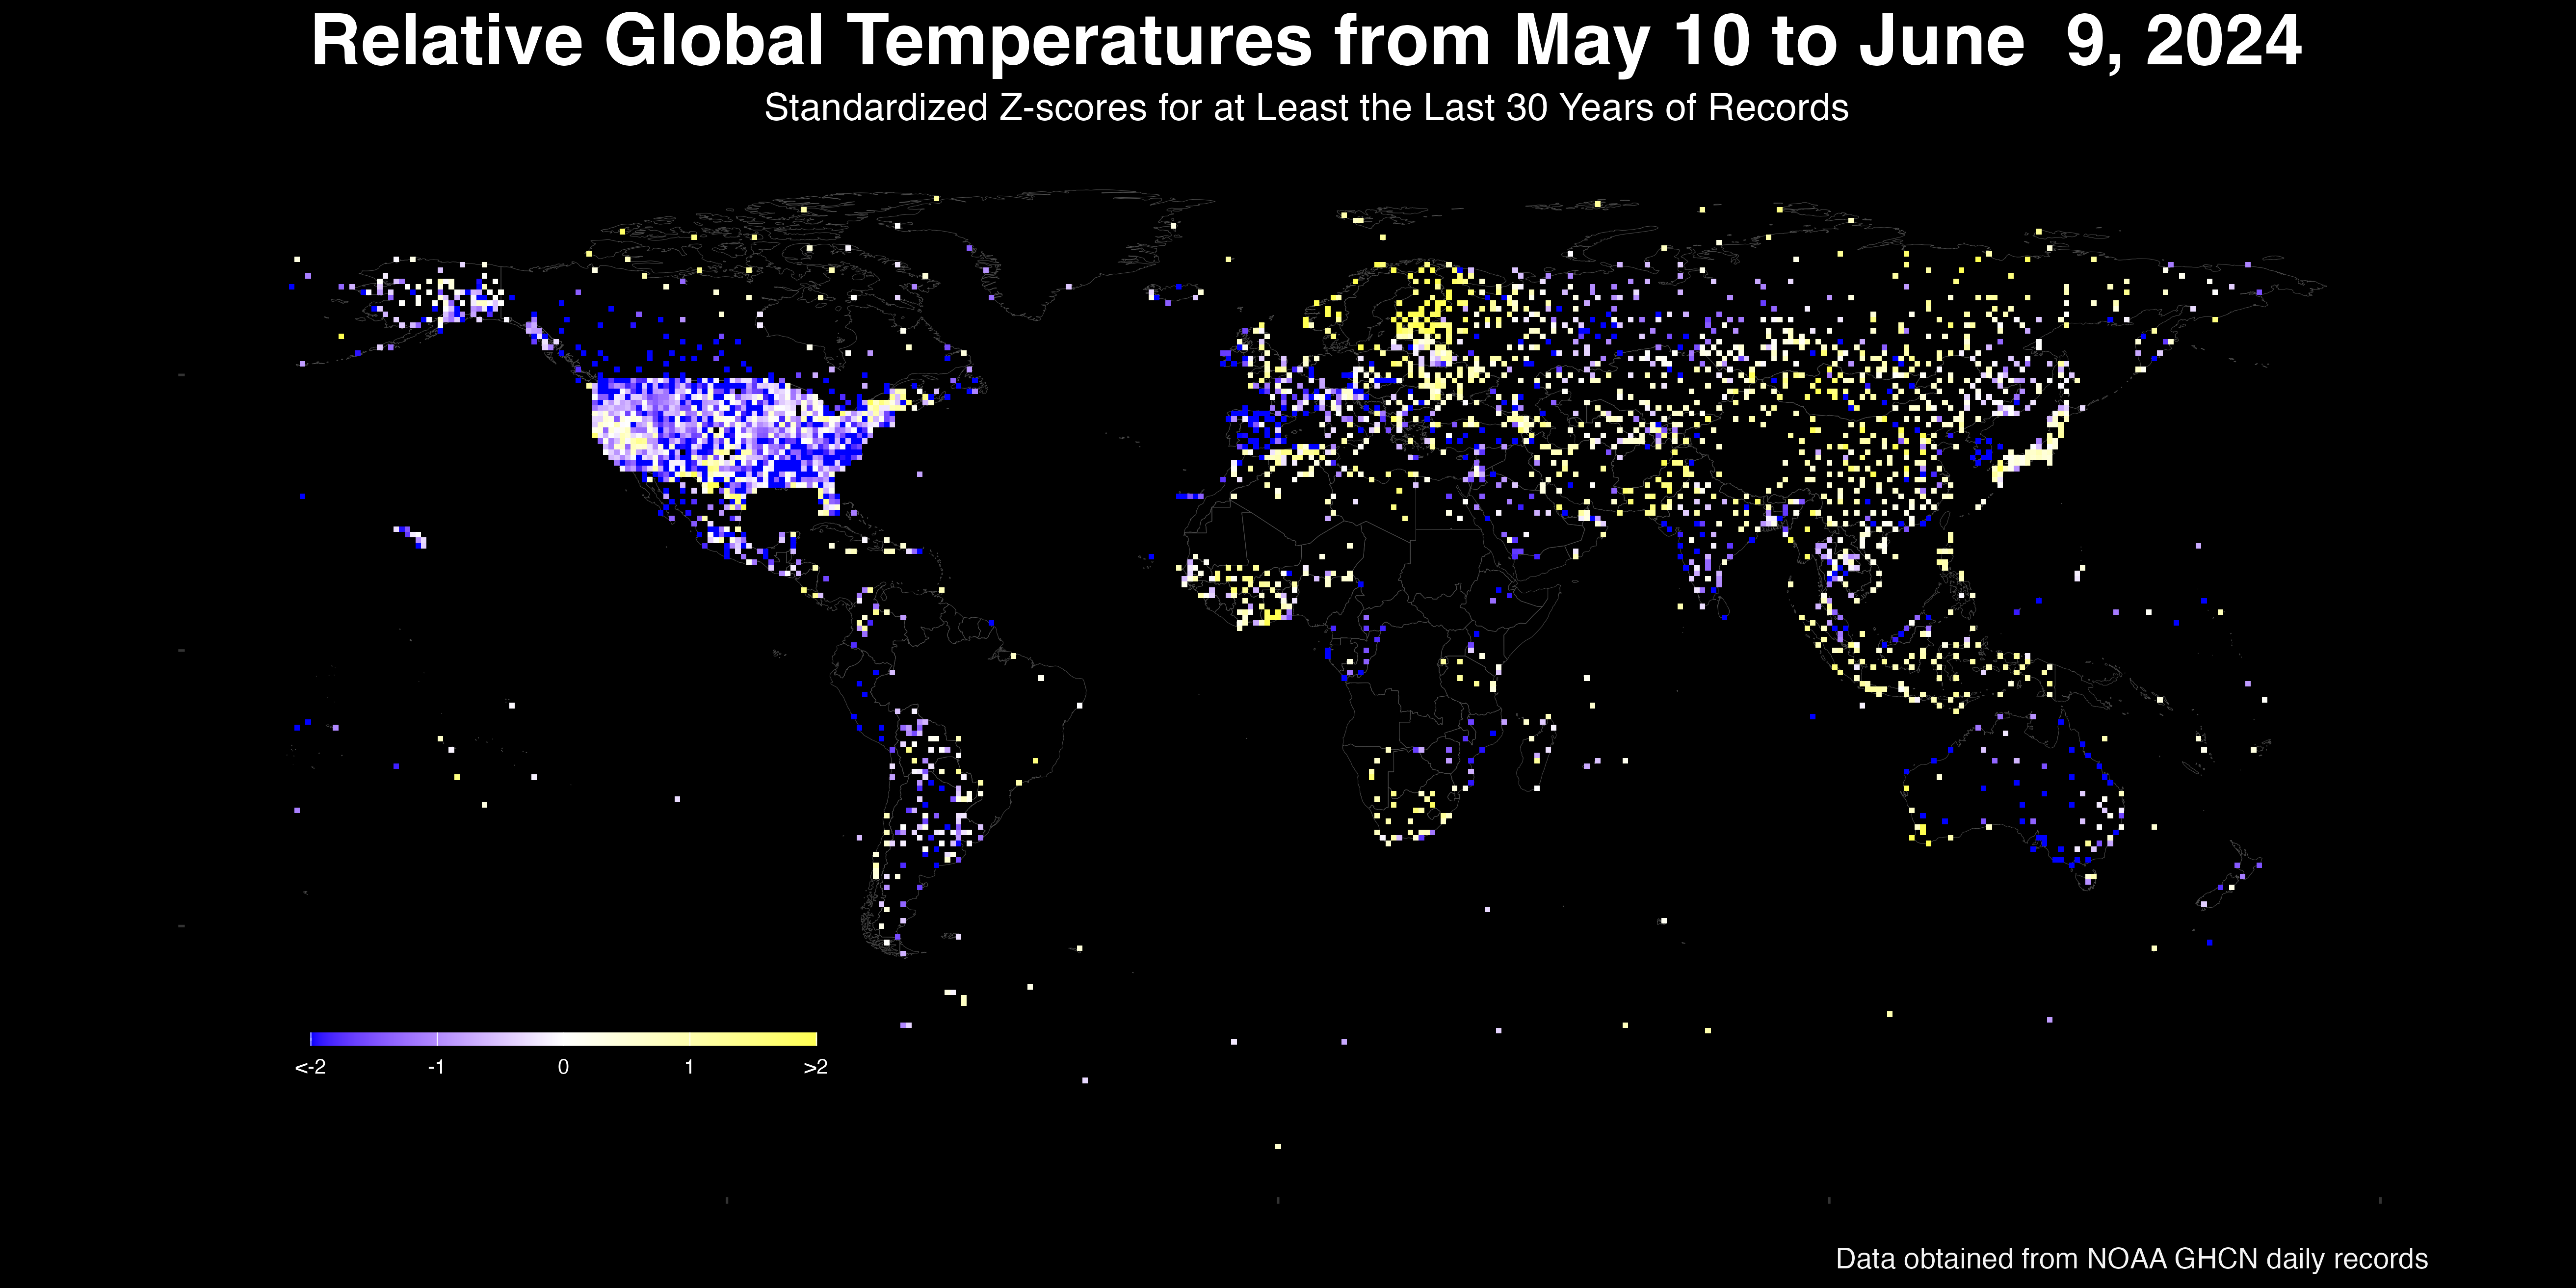 Relative Global Temperatures from May 10 to June  9, 2024
Standardized Z-scores for at Least the Last 30 Years of Records
<-2 -1 0 1 >2
Data obtained from NOAA GHCN daily records